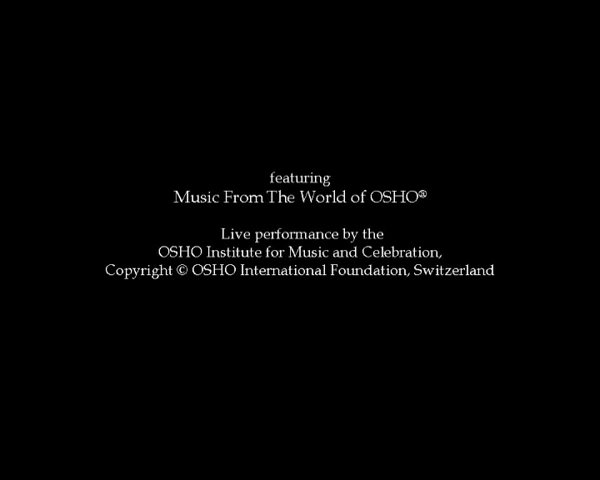 featuring
Music From The World of OSHO®
Live performance by the
OSHO Institute for Music and Celebration,
Copyright © OSHO International Foundation, Switzerland